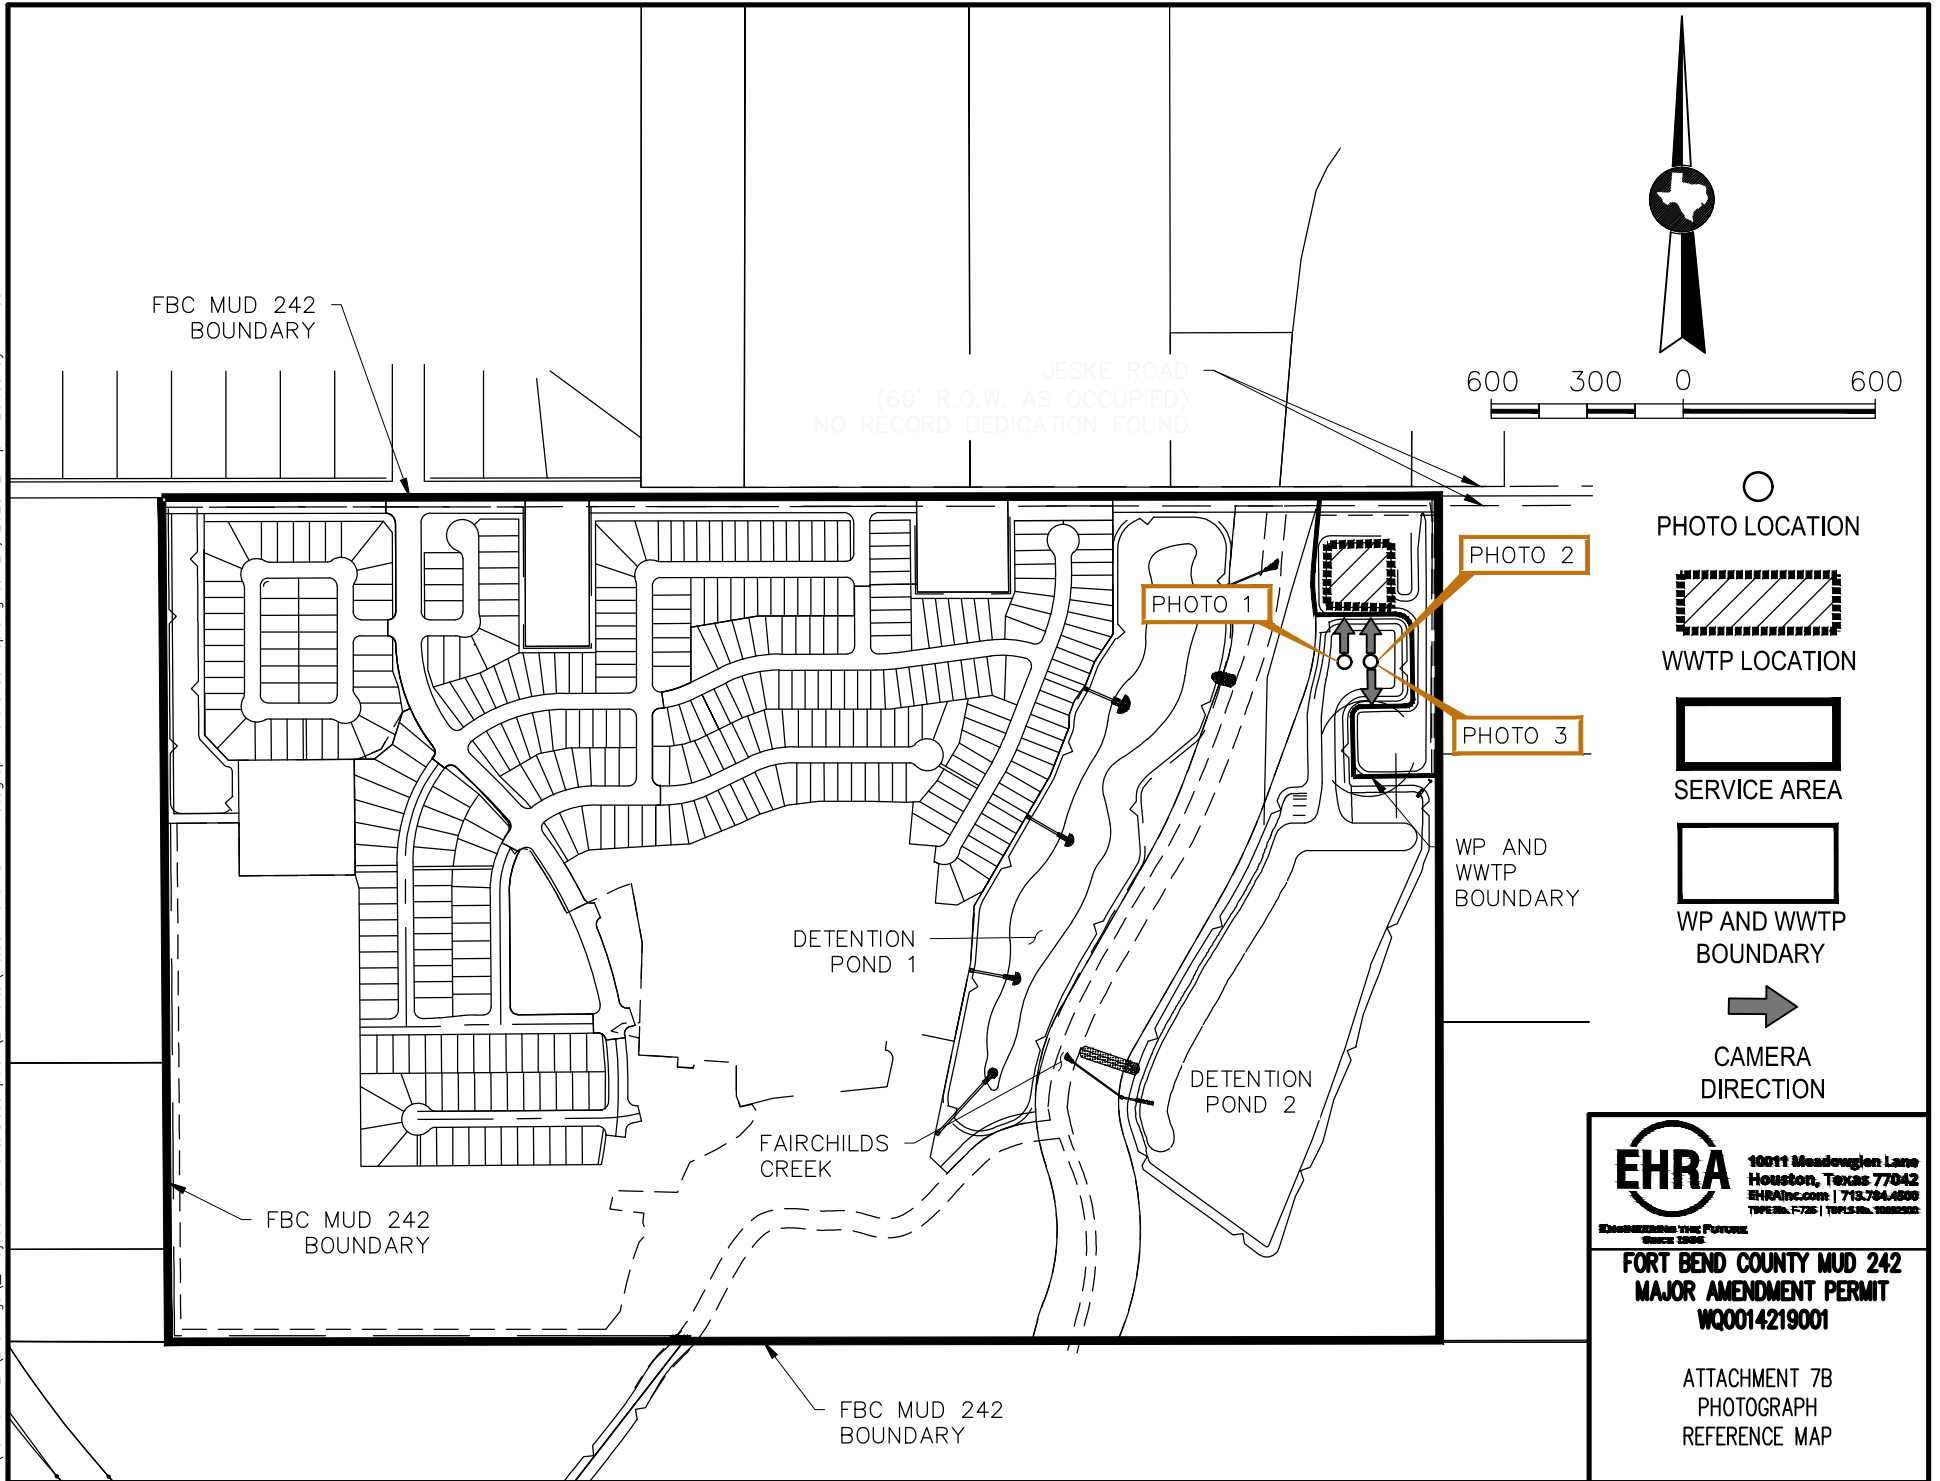 FBC MUD 242
BOUNDARY
JESKE ROAD
(60' R.O.W. AS OCCUPIED)
NO RECORD DEDICATION FOUND
600 300 0 600
PHOTO LOCATION
WWTP LOCATION
SERVICE AREA
WP AND WWTP
BOUNDARY
CAMERA
DIRECTION
PHOTO 1
PHOTO 2
PHOTO 3
WP AND
WWTP
BOUNDARY
DETENTION
POND 1
DETENTION
POND 2
FAIRCHILDS
CREEK
FBC MUD 242
BOUNDARY
FBC MUD 242
BOUNDARY
EHRA
ENGINEERING THE FUTURE
10011 Meadowglen Lane
Houston, Texas 77042
EHRAinc.com | 713.784.4500
FORT BEND COUNTY MUD 242
MAJOR AMENDMENT PERMIT
WQ0014219001
ATTACHMENT 7B
PHOTOGRAPH
REFERENCE MAP